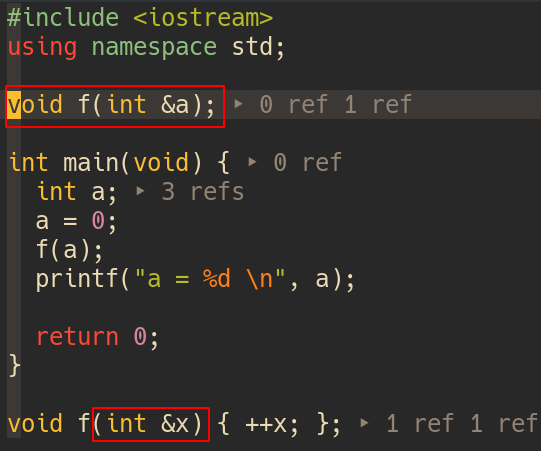 #include <iostream>
using namespace std;
void f(int &a); ▸ 0 ref 1 ref
int main(void) { ▸ 0 ref
int a; ▸ 3 refs
a = 0;
f(a);
printf("a = %d \n", a);
return 0;
}
void f(int &x) { ++x; }; ▸ 1 ref 1 ref